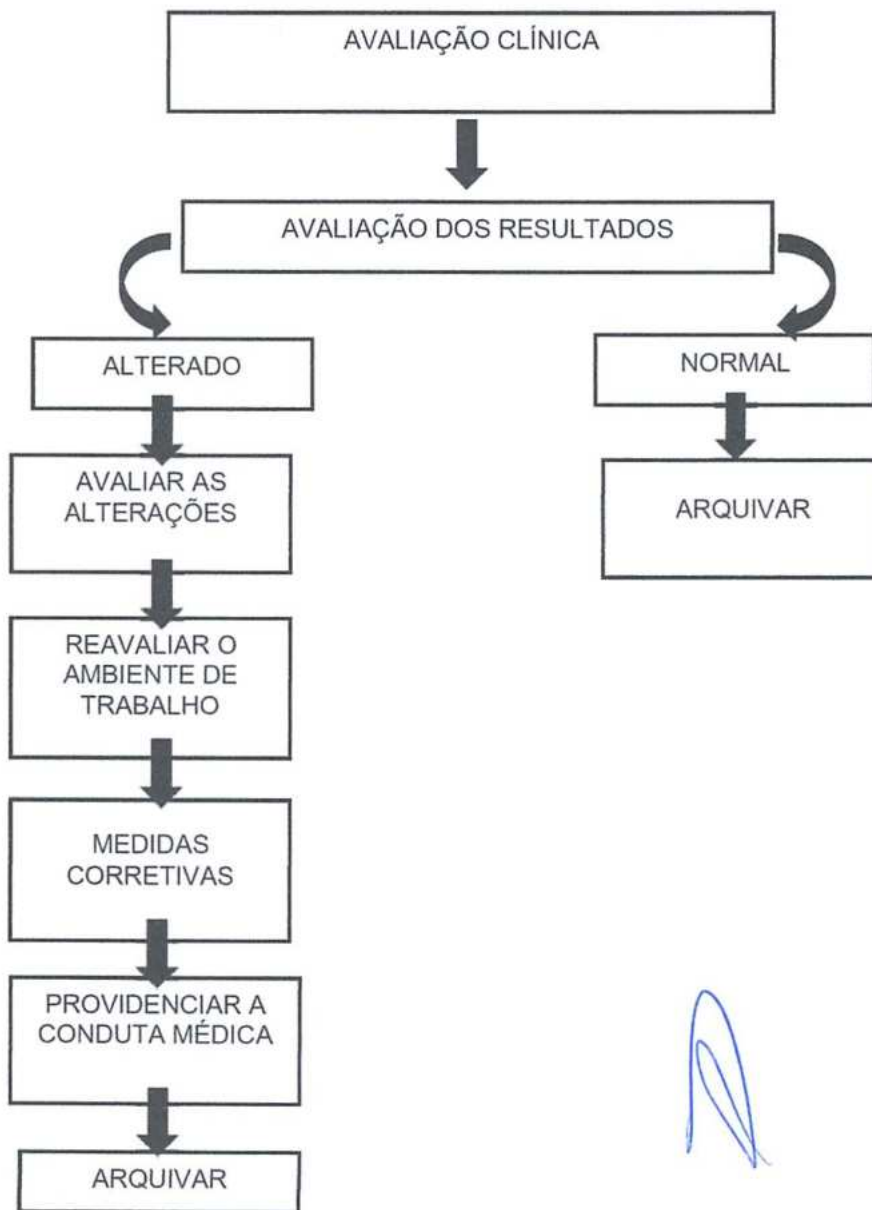 AVALIAÇÃO CLÍNICA
AVALIAÇÃO DOS RESULTADOS
ALTERADO
NORMAL
AVALIAR AS
ALTERAÇÕES
ARQUIVAR
REAVALIAR O
AMBIENTE DE
TRABALHO
MEDIDAS
CORRETIVAS
PROVIDENCIAR A
CONDUTA MÉDICA
ARQUIVAR